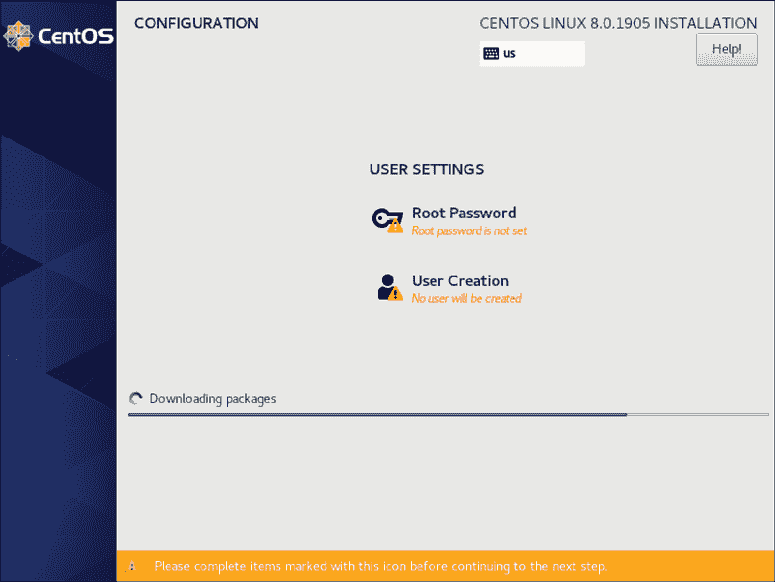 CentOS
CONFIGURATION
CENTOS LINUX 8.0.1905 INSTALLATION
us
Help!
USER SETTINGS
Root Password
Root password is not set
User Creation
No user will be created
Downloading packages
Please complete items marked with this icon before continuing to the next step.